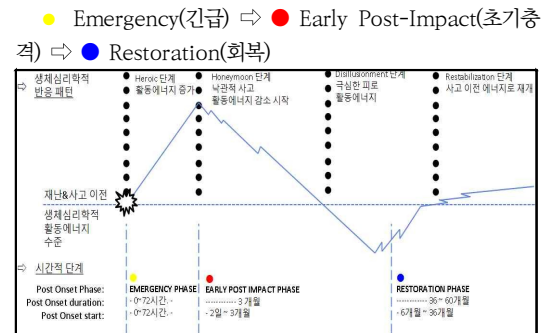 Emergency(긴급) ⇨ ● Early Post-Impact(초기충
격) ⇨ ● Restoration(회복)
⇨ 생체심리학적
반응 패턴
Heroic 단계
활동에너지 증가
Honeymoon 단계
낙관적 사고
활동에너지 감소 시작
Disillusionment 단계
극심한 피로
활동에너지
Restabilization 단계
사고 이전 에너지로 재개
재난&사고 이전
생체심리학적
활동에너지
수준
⇨ 시간적 단계
Post Onset Phase: EMERGENCY PHASE EARLY POST IMPACT PHASE RESTORATION PHASE
Post Onset duration: - 0~72시간. - ------------ 3 개월 ------------ 36~ 60개월
Post Onset start: - 0~72시간. - - 2일~ 3개월 - 6개월 ~ 36개월